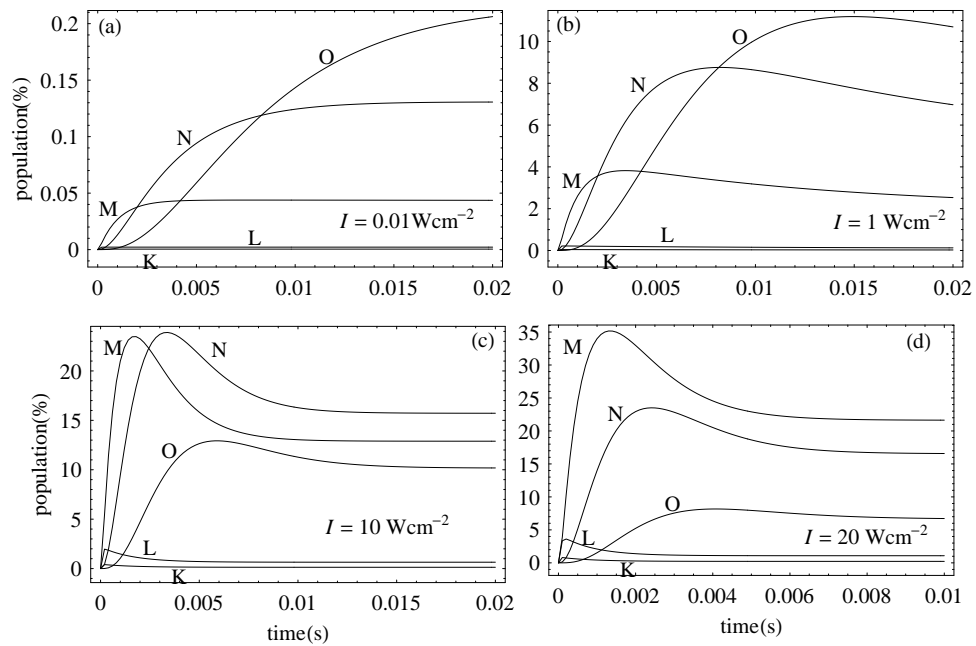 (a)
0.2
0.15
0.1
0.05
0
population(%)
O
N
M
L
K
I = 0.01Wcm−2
0 0.005 0.01 0.015 0.02
(b)
10
8
6
4
2
0
O
N
M
L
K
I = 1 Wcm−2
0 0.005 0.01 0.015 0.02
(c)
20
15
10
5
0
population(%)
M
N
O
L
K
I = 10 Wcm−2
0 0.005 0.01 0.015 0.02
time(s)
(d)
35
30
25
20
15
10
5
0
M
N
O
L
K
I = 20 Wcm−2
0 0.002 0.004 0.006 0.008 0.01
time(s)